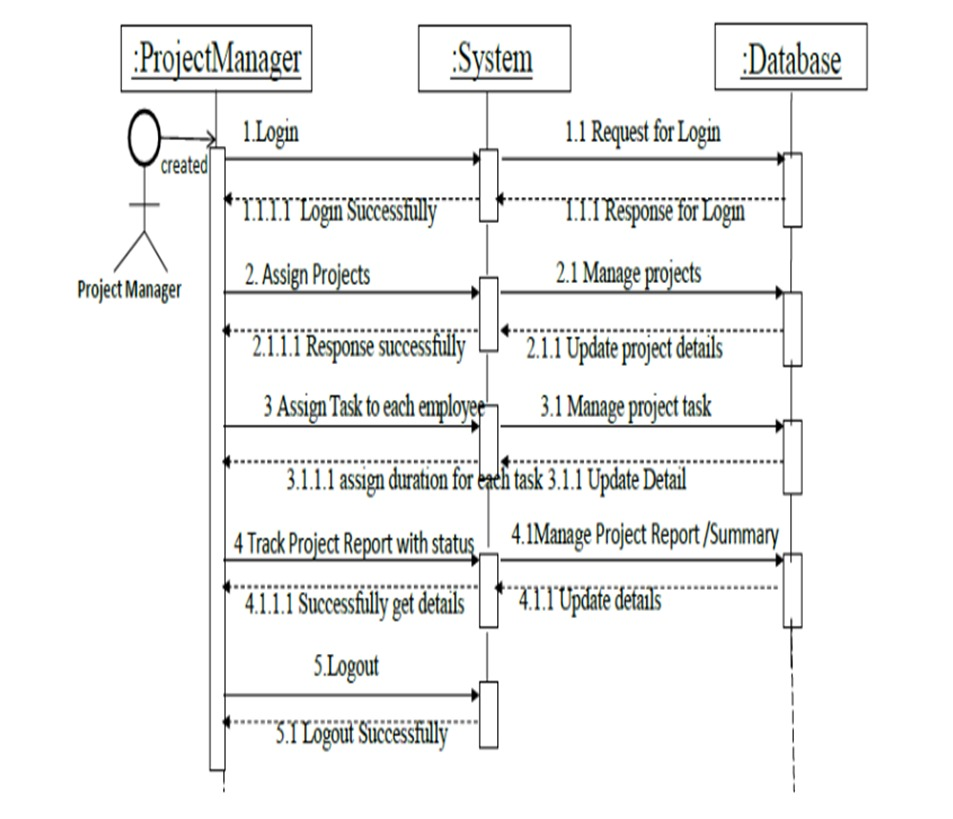 :ProjectManager
:System
:Database
created
Project Manager
1.Login
1.1 Request for Login
1.1.1.1 Login Successfully
1.1.1 Response for Login
2. Assign Projects
2.1 Manage projects
2.1.1.1 Response successfully
2.1.1 Update project details
3 Assign Task to each employee
3.1 Manage project task
3.1.1.1 assign duration for each task 3.1.1 Update Detail
4 Track Project Report with status
4.1Manage Project Report /Summary
4.1.1.1 Successfully get details
4.1.1 Update details
5.Logout
5.1 Logout Successfully